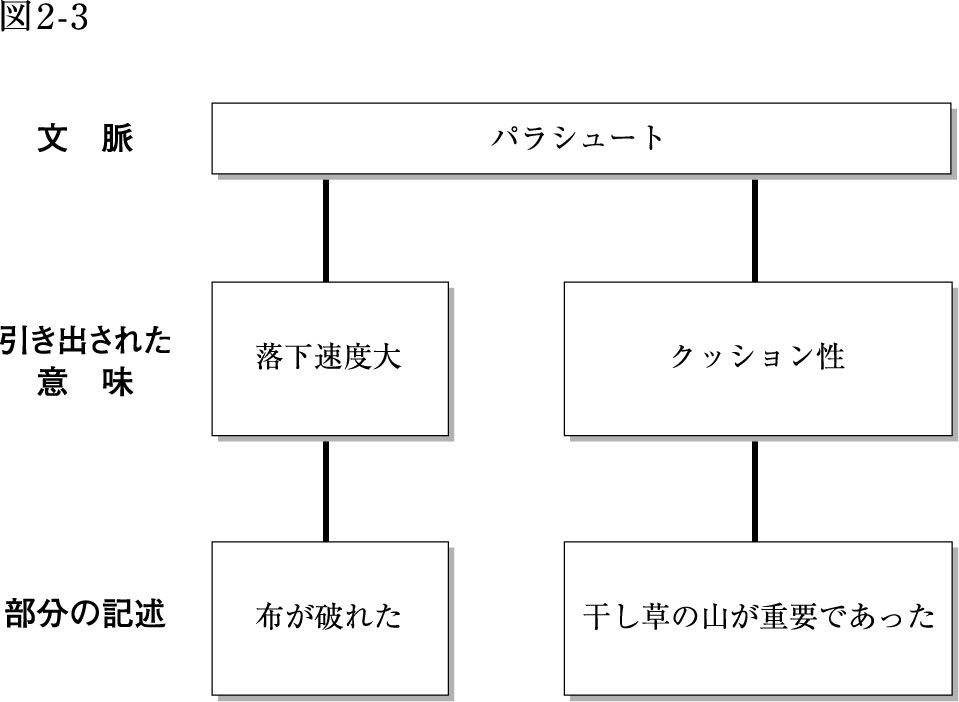 図2-3
文　脈
パラシュート
引き出された
意　味
落下速度大
クッション性
部分の記述
布が破れた
干し草の山が重要であった